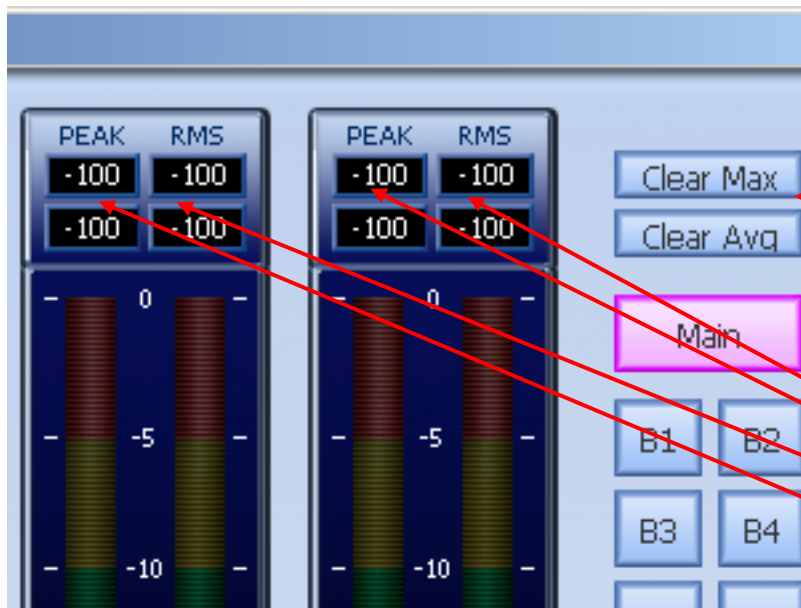 PEAK RMS PEAK RMS
-100 -100 -100 -100 Clear Max
-100 -100 -100 -100 Clear Avg
0 0
Main
-5 -5 B1 B2
B3 B4
-10 -10